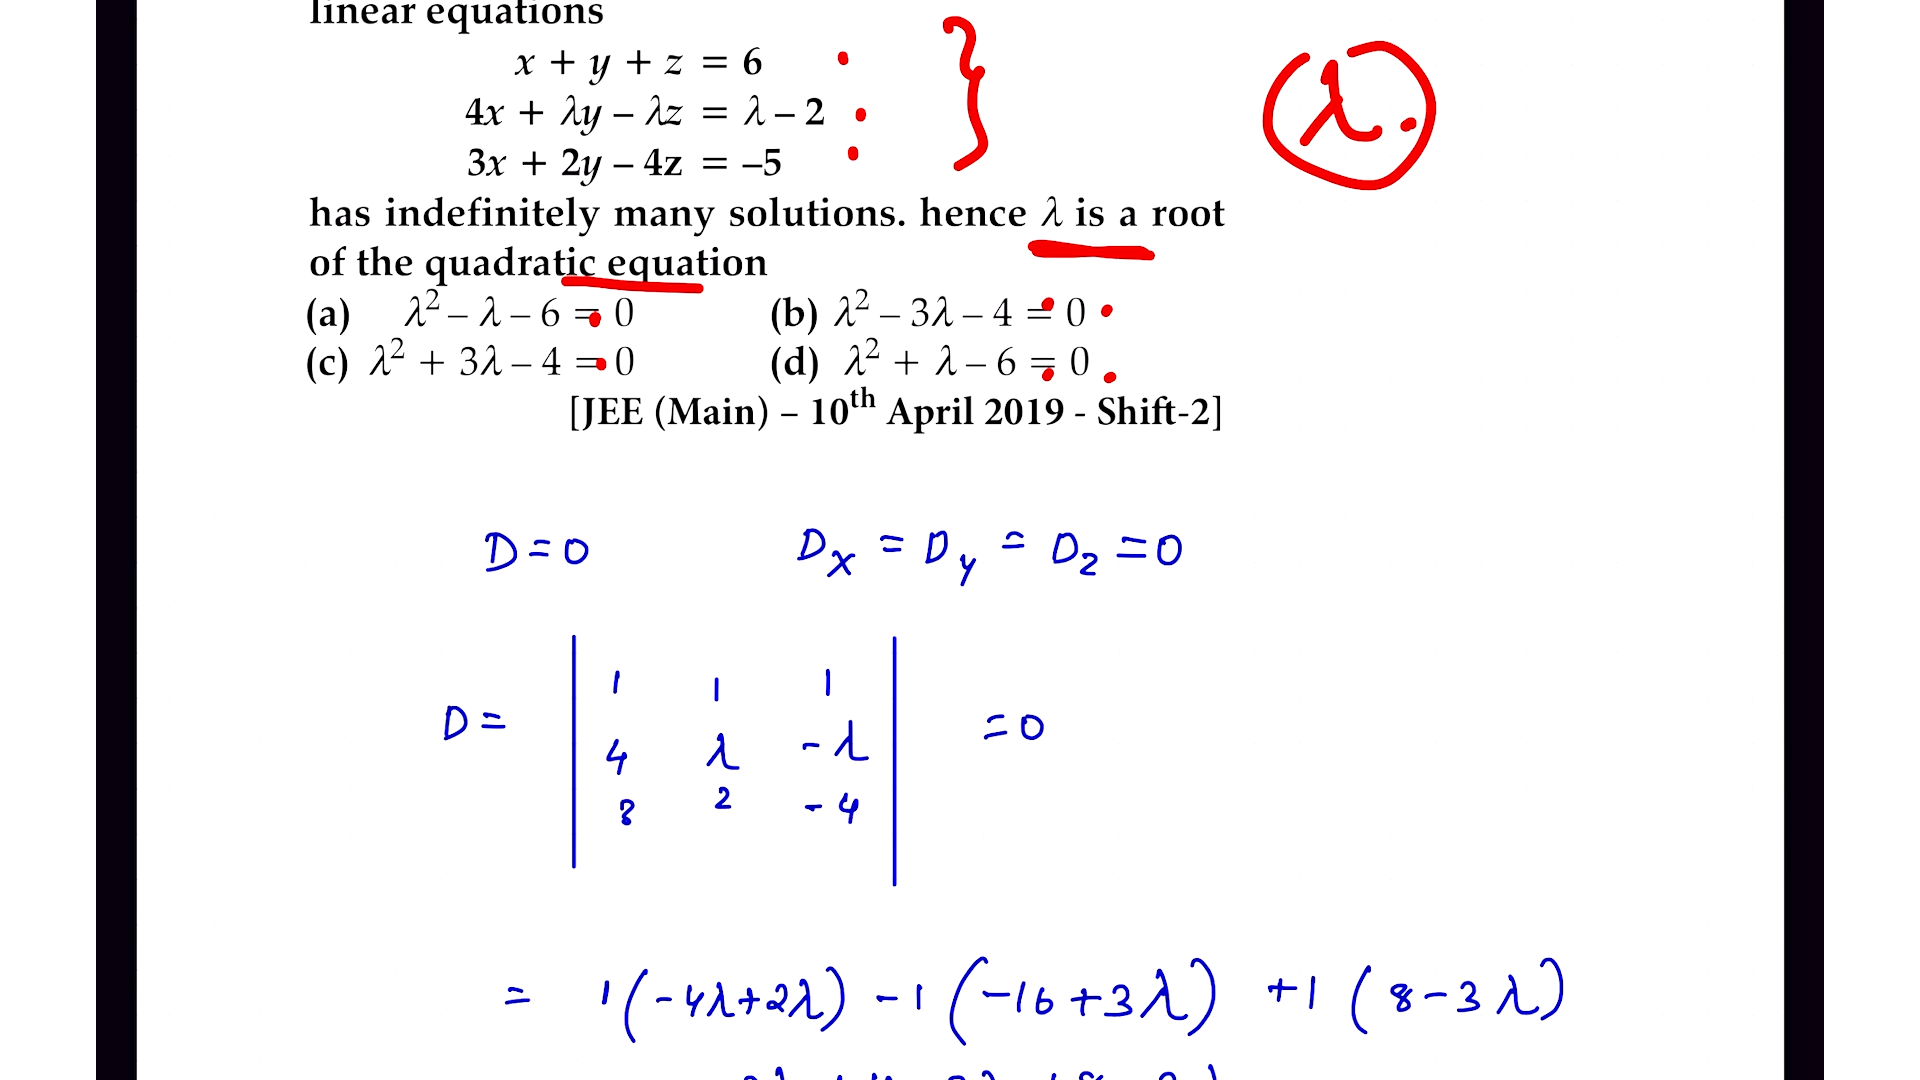 linear equations
x + y + z = 6
4x + λy – λz = λ – 2
3x + 2y – 4z = –5
λ.
has indefinitely many solutions. hence λ is a root
of the quadratic equation
(a) λ² – λ – 6 = 0 (b) λ² – 3λ – 4 = 0
(c) λ² + 3λ – 4 = 0 (d) λ² + λ – 6 = 0
[JEE (Main) – 10th April 2019 - Shift-2]
D = 0 Dx = Dy = Dz = 0
1 1 1
D = 4 λ -λ = 0
3 2 -4
= 1(-4λ+2λ) -1(-16+3λ) +1(8-3λ)